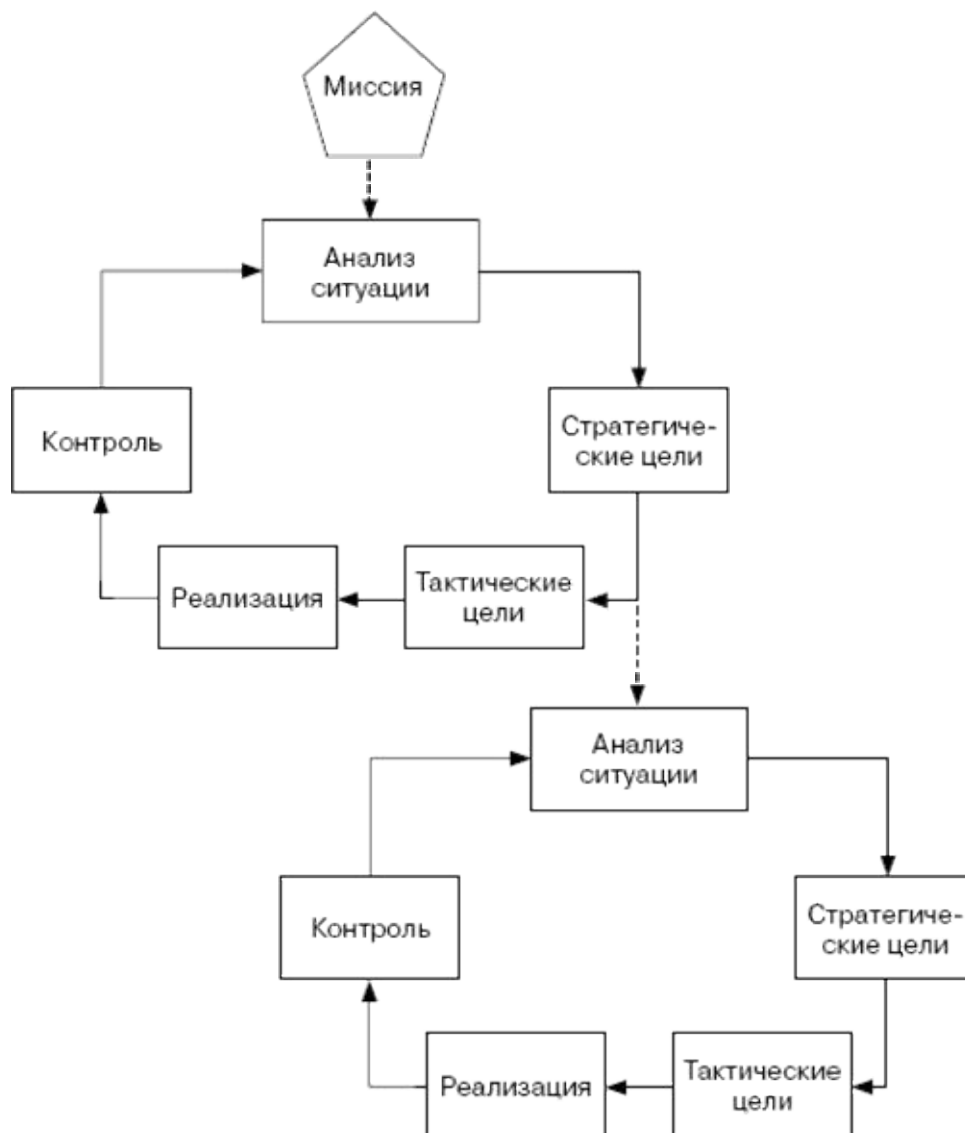 Миссия
Анализ
ситуации
Контроль
Стратегиче-
ские цели
Реализация
Тактические
цели
Анализ
ситуации
Контроль
Стратегиче-
ские цели
Реализация
Тактические
цели